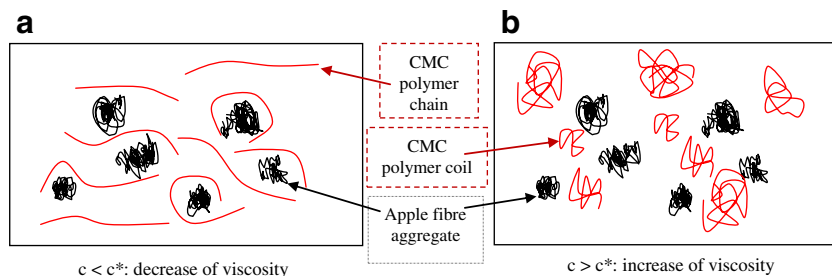 a
b
CMC
polymer
chain
CMC
polymer coil
Apple fibre
aggregate
c < c*: decrease of viscosity
c > c*: increase of viscosity